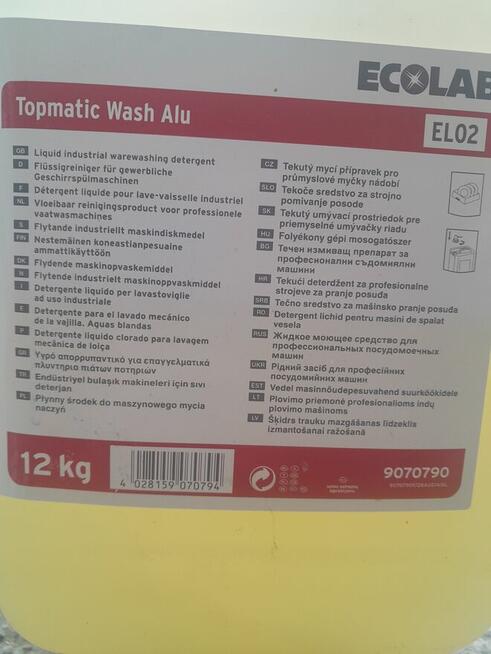 ECOLAB
Topmatic Wash Alu
EL02
GB Liquid industrial warewashing detergent
D Flüssigreiniger für gewerbliche
Geschirrspülmaschinen
F Détergent liquide pour lave-vaisselle industriel
NL Vloeibaar reinigingsproduct voor professionele
vaatwasmachines
S Flytande industriellt maskindiskmedel
FIN Nestemäinen koneastianpesuaine
ammattikäyttöön
DK Flydende maskinopvaskemiddel
N Flytende industrielt maskinoppvaskmiddel
I Detergente liquido per lavastoviglie
ad uso industriale
E Detergente para el lavado mecánico
de la vajilla. Aguas blandas
P Detergente líquido clorado para lavagem
mecânica de loiça
GR Υγρό απορρυπαντικό για επαγγελματικά
πλυντηρια πιάτων ποτηριών
TR Endüstriyel bulaşık makineleri için sıvı
deterjan
PL Płynny środek do maszynowego mycia
naczyń
CZ Tekutý mycí přípravek pro
průmyslové myčky nádobí
SLO Tekoče sredstvo za strojno
pomivanje posode
SK Tekutý umývací prostriedok pre
priemyselné umývačky riadu
HU Folyékony gépi mosogatószer
BG Течен измиващ препарат за
професионални съдомиялни
машини
HR Tekući deterdžent za profesionalne
strojeve za pranje posuđa
SRB Tečno sredstvo za mašinsko pranje posuđa
RO Detergent lichid pentru masini de spalat
vesela
RUS Жидкое моющее средство для
профессиональных посудомоечных
машин
UKR Рідний засіб для професійних
посудомийних машин
EST Vedel masinnõudepesuvahend suurköökidele
LT Plovimo priemonė profesionalioms indų
plovimo mašinoms
LV Šķidrs trauku mazgāšanas līdzeklis
izmantošanai ražošanā
12 kg
4 028159 070794
9070790